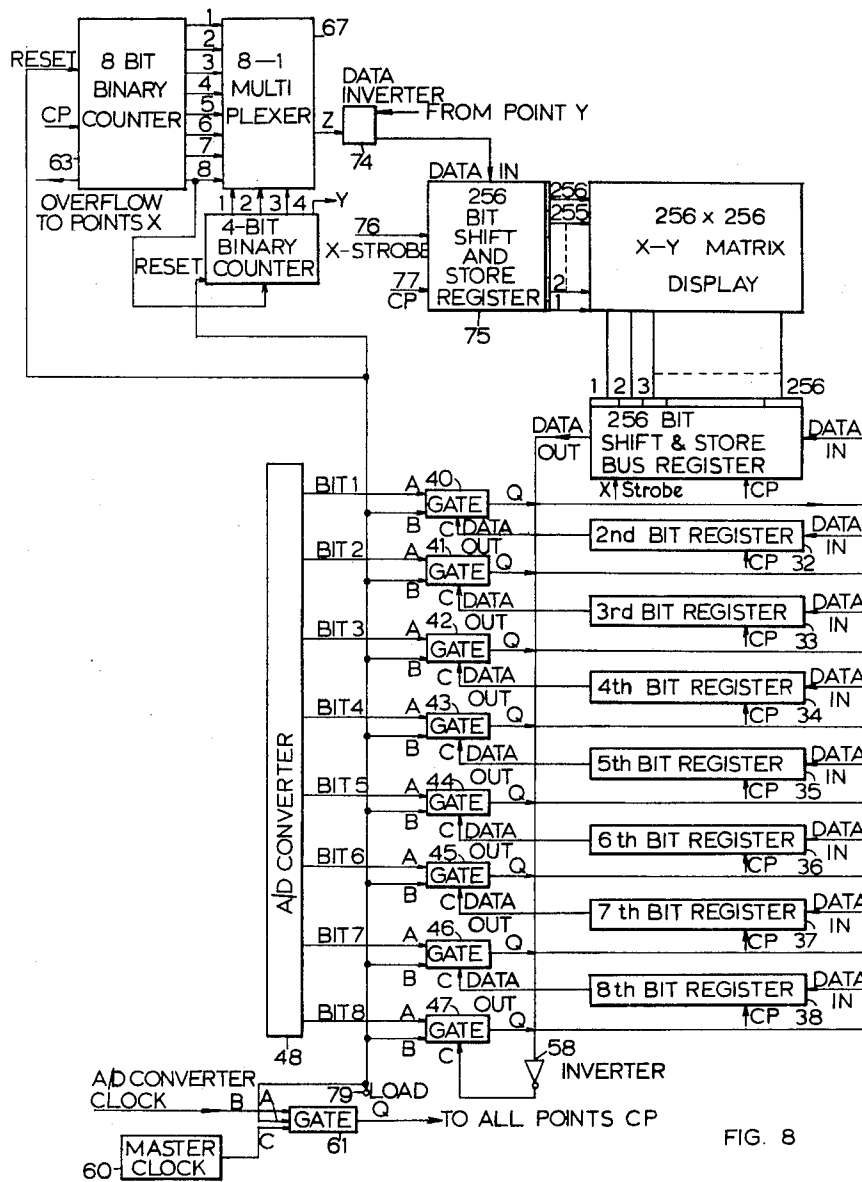 RESET
8 BIT
BINARY
COUNTER
CP
63
OVERFLOW
TO POINTS X
1
2
3
4
5
6
7
8
8-1
MULTI
PLEXER
67
Z
DATA
INVERTER
FROM POINT Y
74
1 2 3 4
Y
4-BIT
BINARY
COUNTER
RESET
76
X-STROBE
77
CP
DATA IN
256
BIT
SHIFT
AND
STORE
REGISTER
75
256
255
2
1
256 x 256
X-Y MATRIX
DISPLAY
1 2 3
256
DATA
OUT
256 BIT
SHIFT & STORE
BUS REGISTER
DATA
IN
X Strobe
CP
A/D CONVERTER
48
BIT 1
A
40
GATE
Q
B
C
DATA
OUT
2nd BIT REGISTER
DATA
IN
CP
32
BIT 2
A
41
GATE
Q
B
C
DATA
OUT
3rd BIT REGISTER
DATA
IN
CP
33
BIT 3
A
42
GATE
Q
B
C
DATA
OUT
4th BIT REGISTER
DATA
IN
CP
34
BIT 4
A
43
GATE
Q
B
C
DATA
OUT
5th BIT REGISTER
DATA
IN
CP
35
BIT 5
A
44
GATE
Q
B
C
DATA
OUT
6th BIT REGISTER
DATA
IN
CP
36
BIT 6
A
45
GATE
Q
B
C
DATA
OUT
7th BIT REGISTER
DATA
IN
CP
37
BIT 7
A
46
GATE
Q
B
C
DATA
OUT
8th BIT REGISTER
DATA
IN
CP
38
BIT 8
A
47
GATE
Q
B
C
58
INVERTER
A/D CONVERTER
CLOCK
B
A
C
79
LOAD
GATE
Q
61
TO ALL POINTS CP
MASTER
CLOCK
60
FIG. 8